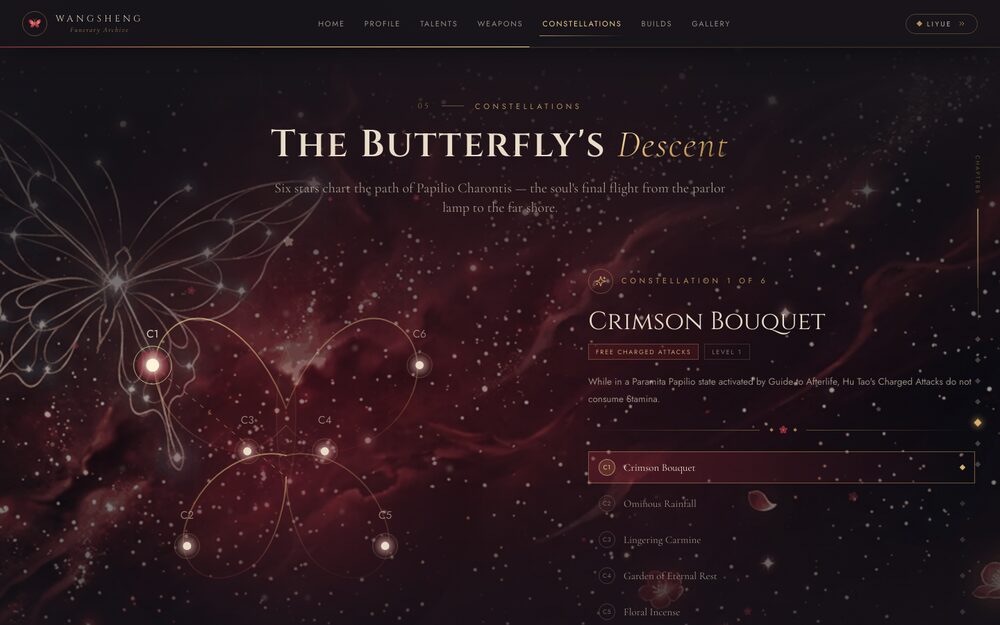 WANGSHENG
Funerary Archive
HOME PROFILE TALENTS WEAPONS CONSTELLATIONS BUILDS GALLERY
LIYUE
05 CONSTELLATIONS
THE BUTTERFLY'S Descent
Six stars chart the path of Papilio Charontis — the soul's final flight from the parlor
lamp to the far shore.
CHAPTERS
CONSTELLATION 1 OF 6
CRIMSON BOUQUET
FREE CHARGED ATTACKS LEVEL 1
While in a Paramita Papilio state activated by Guide to Afterlife, Hu Tao's Charged Attacks do not
consume Stamina.
C1
C6
C3
C4
C2
C5
C1 Crimson Bouquet
C2 Ominous Rainfall
C3 Lingering Carmine
C4 Garden of Eternal Rest
C5 Floral Incense